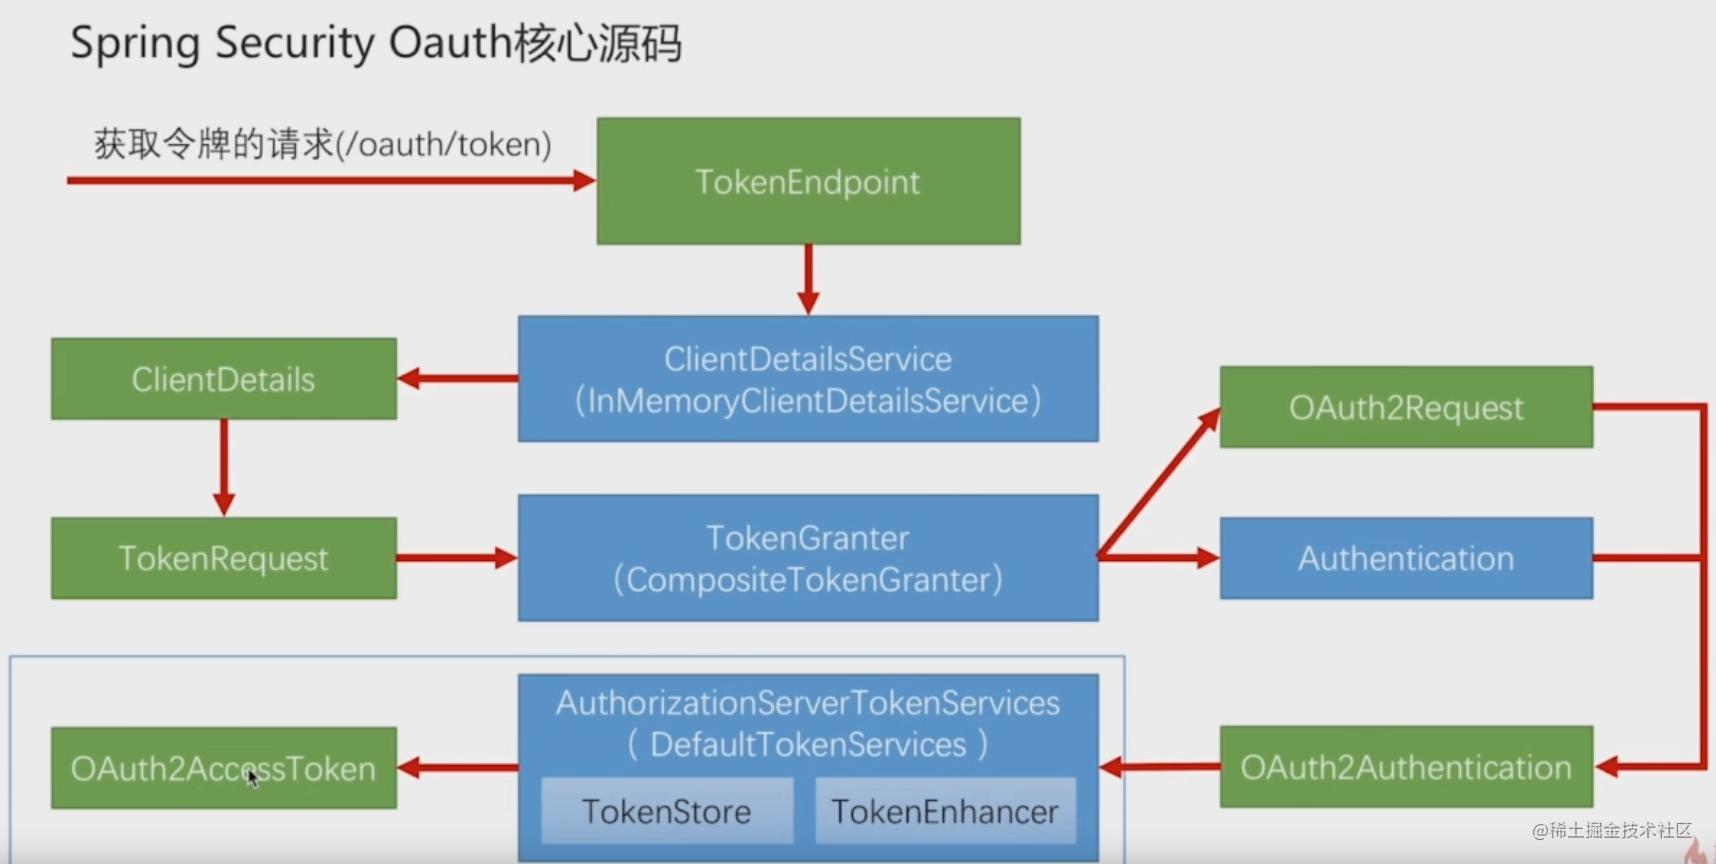 Spring Security Oauth核心源码
获取令牌的请求(/oauth/token)
TokenEndpoint
ClientDetails
ClientDetailsService
（InMemoryClientDetailsService）
OAuth2Request
TokenRequest
TokenGranter
（CompositeTokenGranter）
Authentication
OAuth2AccessToken
AuthorizationServerTokenServices
（ DefaultTokenServices ）
TokenStore
TokenEnhancer
OAuth2Authentication
@稀土掘金技术社区